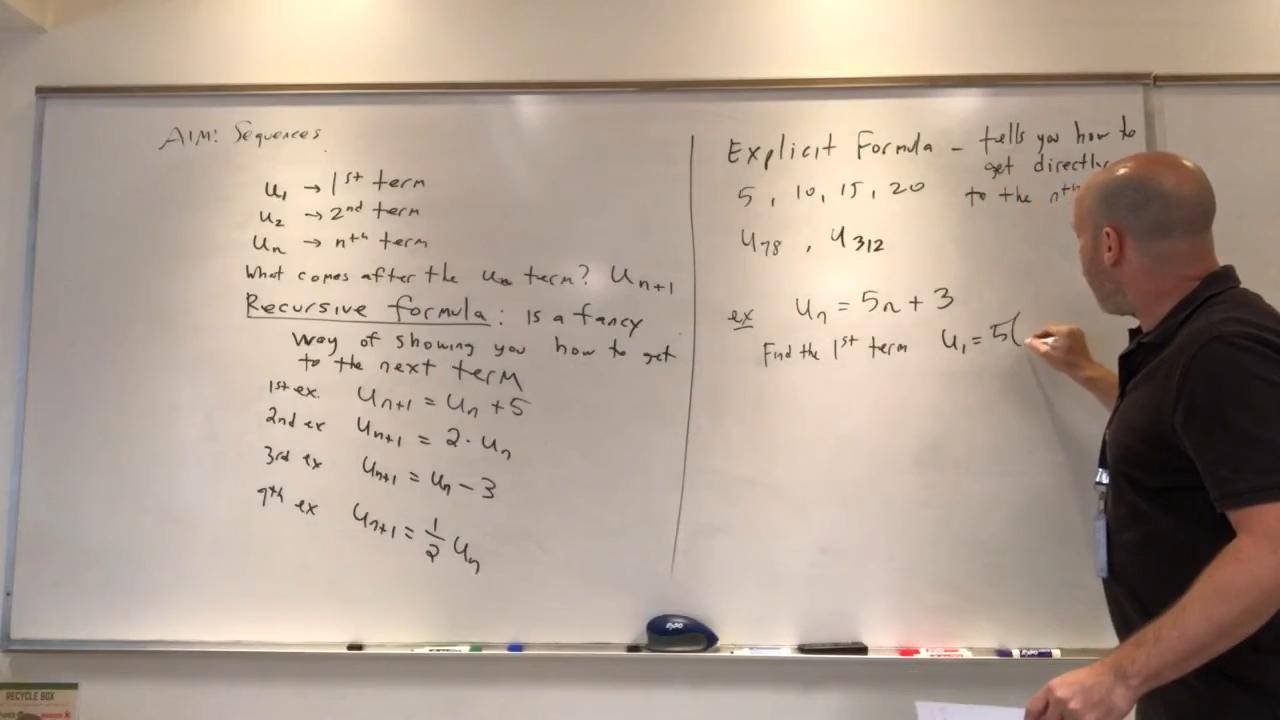 AIM: Sequences
u₁ → 1st term
u₂ → 2nd term
uₙ → nth term
What comes after the uₙ term? uₙ₊₁
Recursive formula: is a fancy
way of showing you how to get
to the next term
1st ex. uₙ₊₁ = uₙ + 5
2nd ex uₙ₊₁ = 2 · uₙ
3rd ex uₙ₊₁ = uₙ − 3
4th ex uₙ₊₁ = 1/2 uₙ
Explicit Formula – tells you how to
get directly
5, 10, 15, 20 to the nth
u₇₈, u₃₁₂
ex uₙ = 5n + 3
Find the 1st term u₁ = 5(
EXPO
RECYCLE BOX